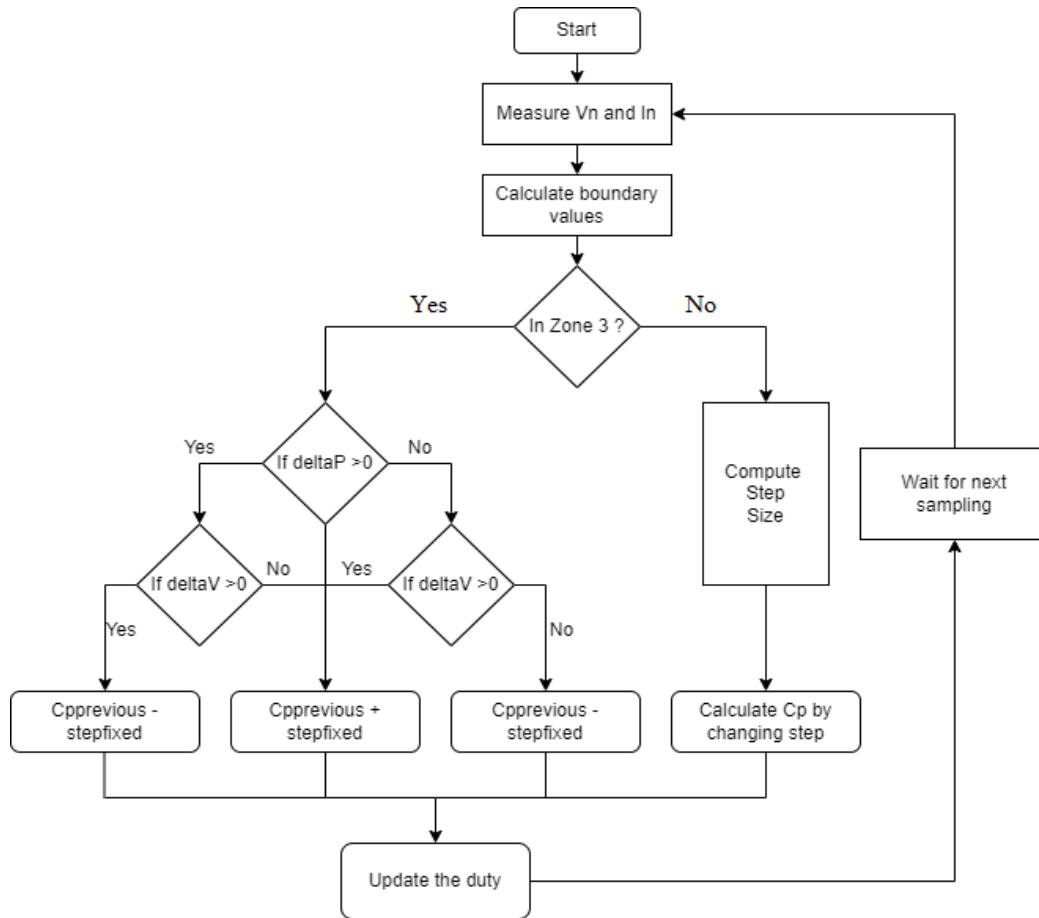 Start
Measure Vn and In
Calculate boundary
values
Yes
No
In Zone 3 ?
Yes
No
If deltaP >0
Compute
Step
Size
Wait for next
sampling
If deltaV >0
No
Yes
If deltaV >0
Yes
No
Cpprevious -
stepfixed
Cpprevious +
stepfixed
Cpprevious -
stepfixed
Calculate Cp by
changing step
Update the duty